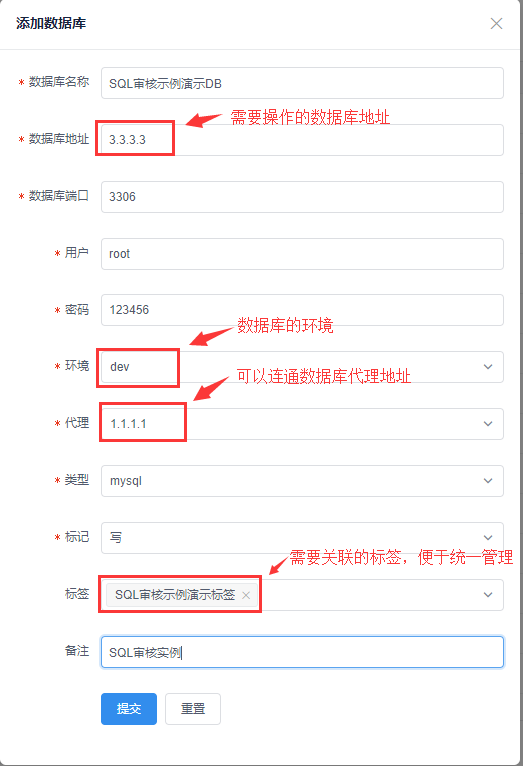 添加数据库
* 数据库名称 SQL审核示例演示DB
需要操作的数据库地址
* 数据库地址 3.3.3.3
* 数据库端口 3306
* 用户 root
* 密码 123456
数据库的环境
* 环境 dev
可以连通数据库代理地址
* 代理 1.1.1.1
* 类型 mysql
* 标记 写
需要关联的标签，便于统一管理
标签 SQL审核示例演示标签 ×
备注 SQL审核实例
提交 重置